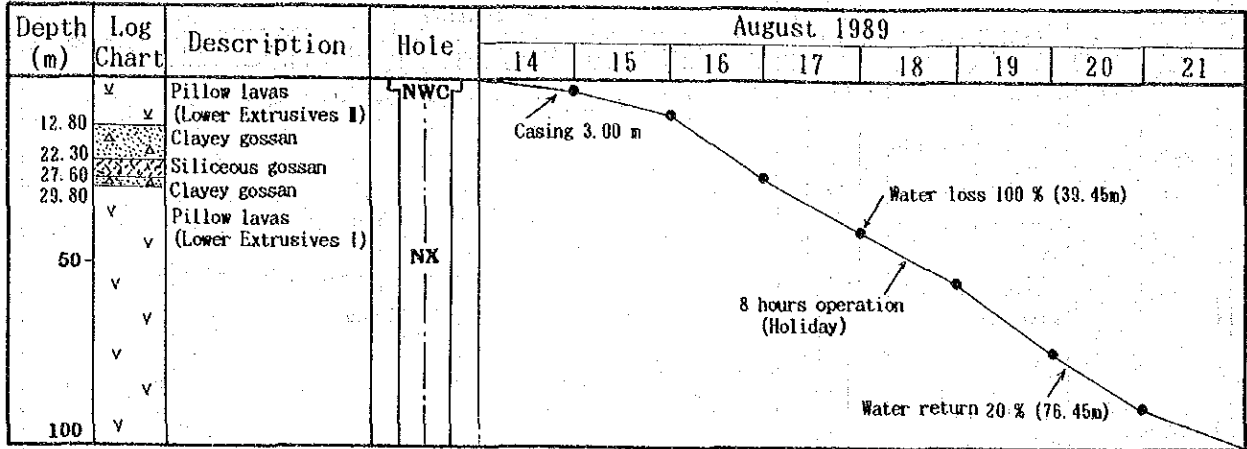 Depth (m)
Log Chart
Description
Hole
August 1989
14 15 16 17 18 19 20 21
NWC
Pillow lavas
(Lower Extrusives Ⅱ)
12.80
Clayey gossan
22.30
Siliceous gossan
27.60
Clayey gossan
29.80
Pillow lavas
(Lower Extrusives Ⅰ)
50
NX
100
Casing 3.00 m
Water loss 100 % (39.45m)
8 hours operation
(Holiday)
Water return 20 % (76.45m)